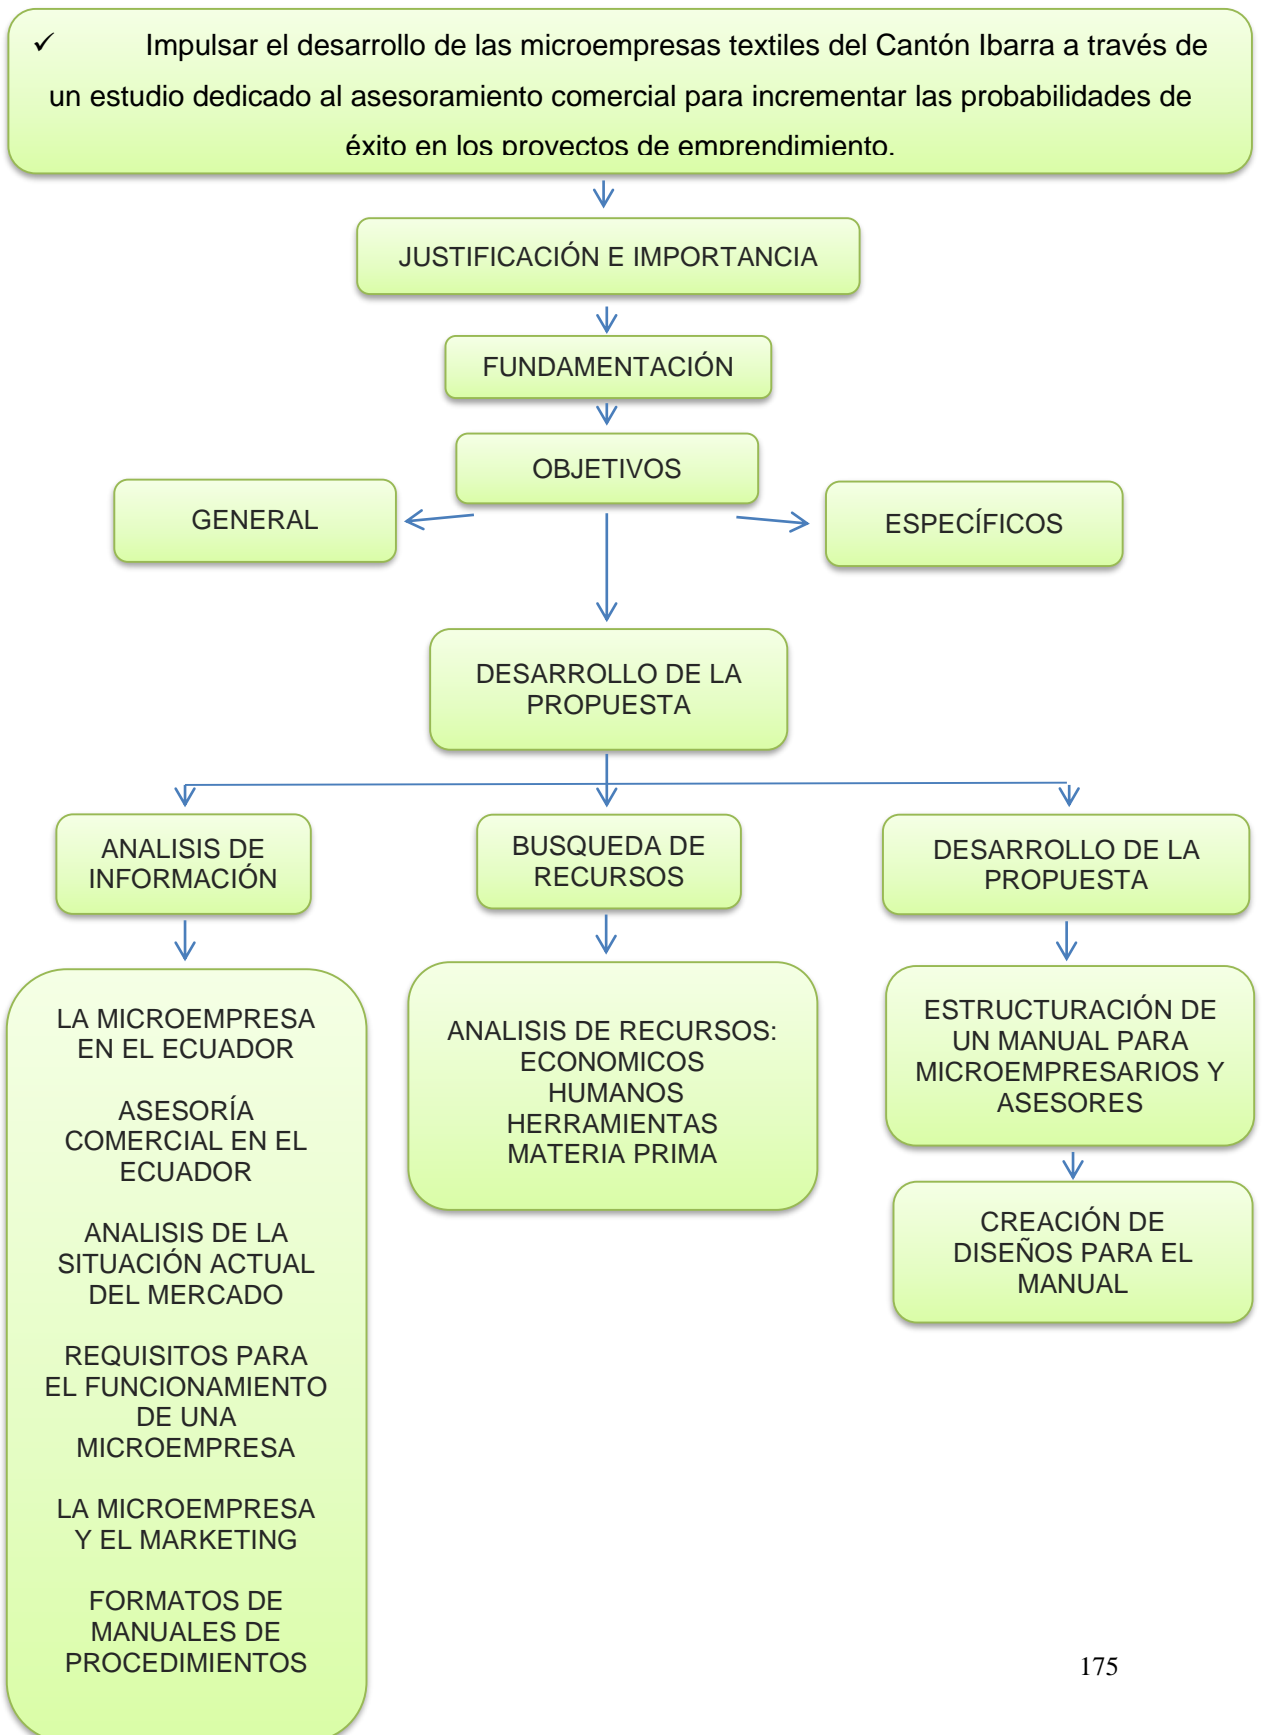 ✓ Impulsar el desarrollo de las microempresas textiles del Cantón Ibarra a través de
un estudio dedicado al asesoramiento comercial para incrementar las probabilidades de
éxito en los proyectos de emprendimiento.
JUSTIFICACIÓN E IMPORTANCIA
FUNDAMENTACIÓN
OBJETIVOS
GENERAL
ESPECÍFICOS
DESARROLLO DE LA
PROPUESTA
ANALISIS DE
INFORMACIÓN
BUSQUEDA DE
RECURSOS
DESARROLLO DE LA
PROPUESTA
LA MICROEMPRESA
EN EL ECUADOR
ASESORÍA
COMERCIAL EN EL
ECUADOR
ANALISIS DE LA
SITUACIÓN ACTUAL
DEL MERCADO
REQUISITOS PARA
EL FUNCIONAMIENTO
DE UNA
MICROEMPRESA
LA MICROEMPRESA
Y EL MARKETING
FORMATOS DE
MANUALES DE
PROCEDIMIENTOS
ANALISIS DE RECURSOS:
ECONOMICOS
HUMANOS
HERRAMIENTAS
MATERIA PRIMA
ESTRUCTURACIÓN DE
UN MANUAL PARA
MICROEMPRESARIOS Y
ASESORES
CREACIÓN DE
DISEÑOS PARA EL
MANUAL
175